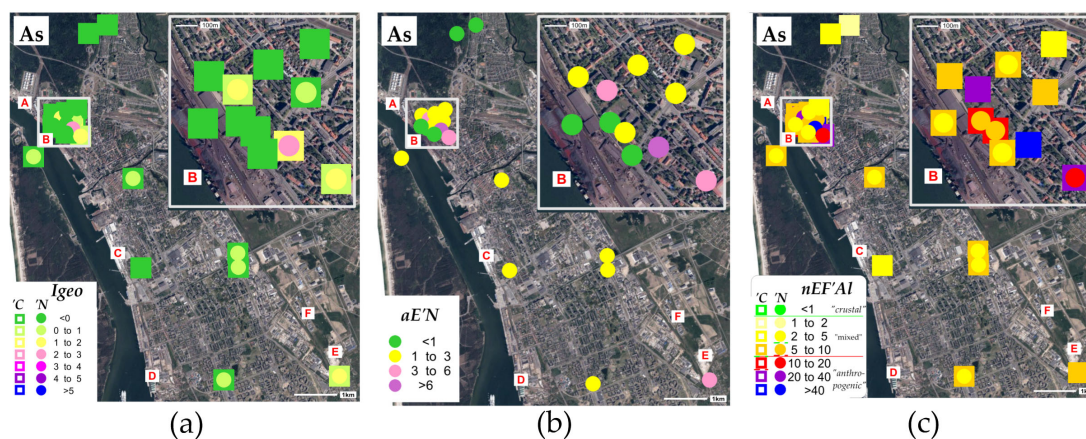 As
100m
A
B
B
C
D
E
F
Igeo
'C 'N
<0
0 to 1
1 to 2
2 to 3
3 to 4
4 to 5
>5
1km
(a)
As
100m
A
B
B
C
D
E
F
aE'N
<1
1 to 3
3 to 6
>6
1km
(b)
As
100m
A
B
B
C
D
E
F
'C 'N nEF'Al
<1 "crustal"
1 to 2
2 to 5 "mixed"
5 to 10
10 to 20
20 to 40 "anthro-
>40 pogenic"
1km
(c)